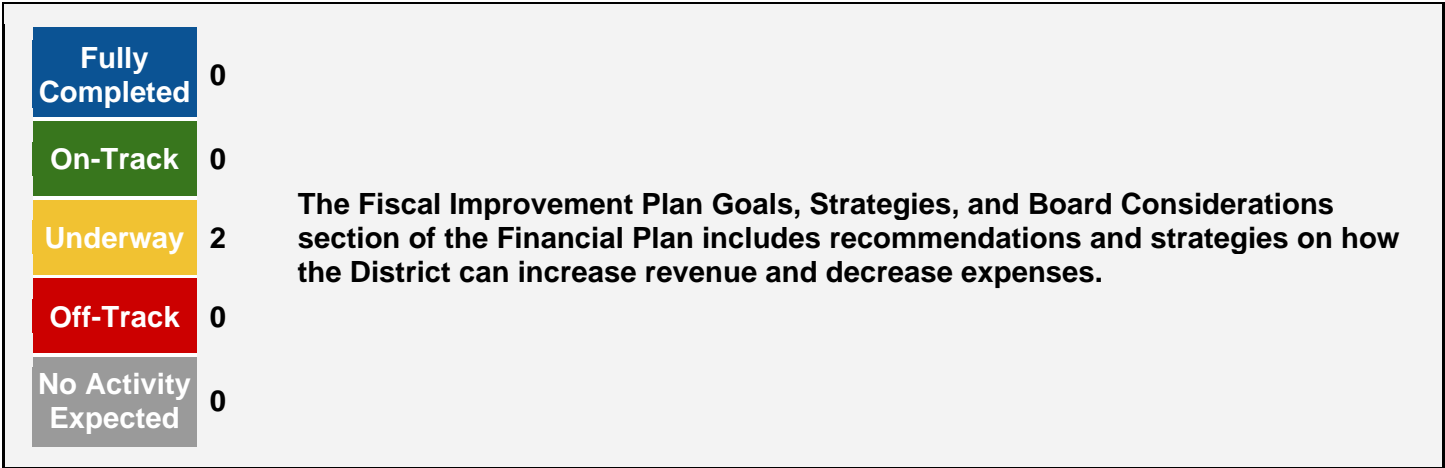 Fully
Completed 0
On-Track 0
The Fiscal Improvement Plan Goals, Strategies, and Board Considerations
Underway 2 section of the Financial Plan includes recommendations and strategies on how
the District can increase revenue and decrease expenses.
Off-Track 0
No Activity
Expected 0